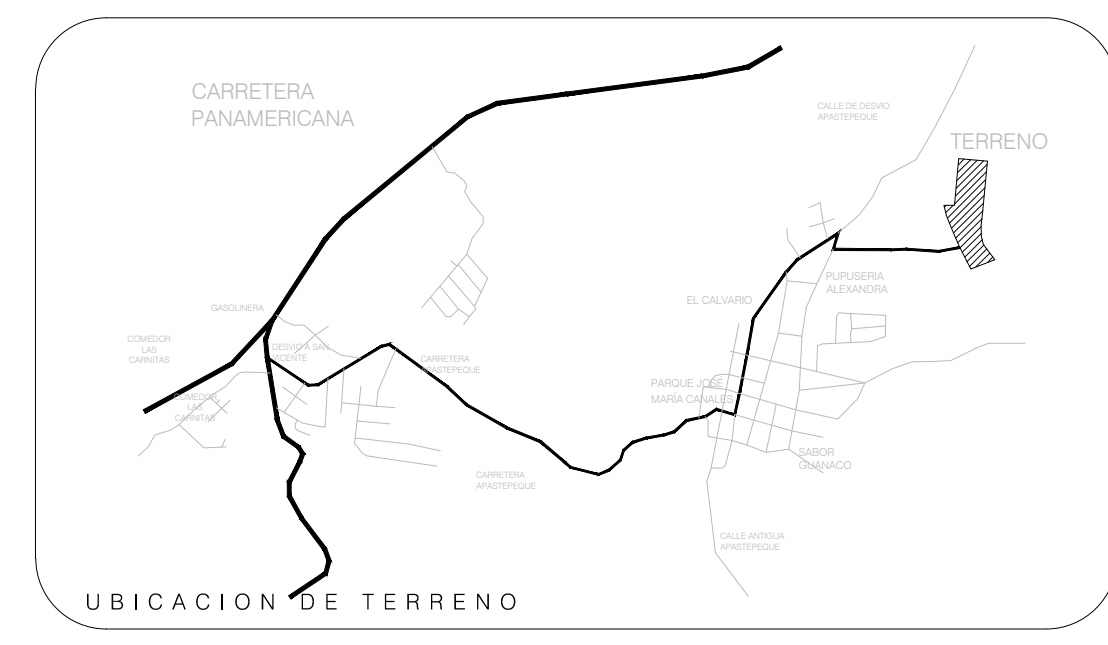 CARRETERA
PANAMERICANA
CALLE DE DESVIO
APASTEPEQUE
TERRENO
PUPUSERIA
ALEXANDRA
EL CALVARIO
GASOLINERA
COMEDOR
LAS
CARNITAS
DESVIO A SAN
VICENTE
CARRETERA
APASTEPEQUE
COMEDOR
LAS
CARNITAS
PARQUE JOSÉ
MARÍA CANALES
SABOR
GUANACO
CARRETERA
APASTEPEQUE
CALLE ANTIGUA
APASTEPEQUE
UBICACION DE TERRENO